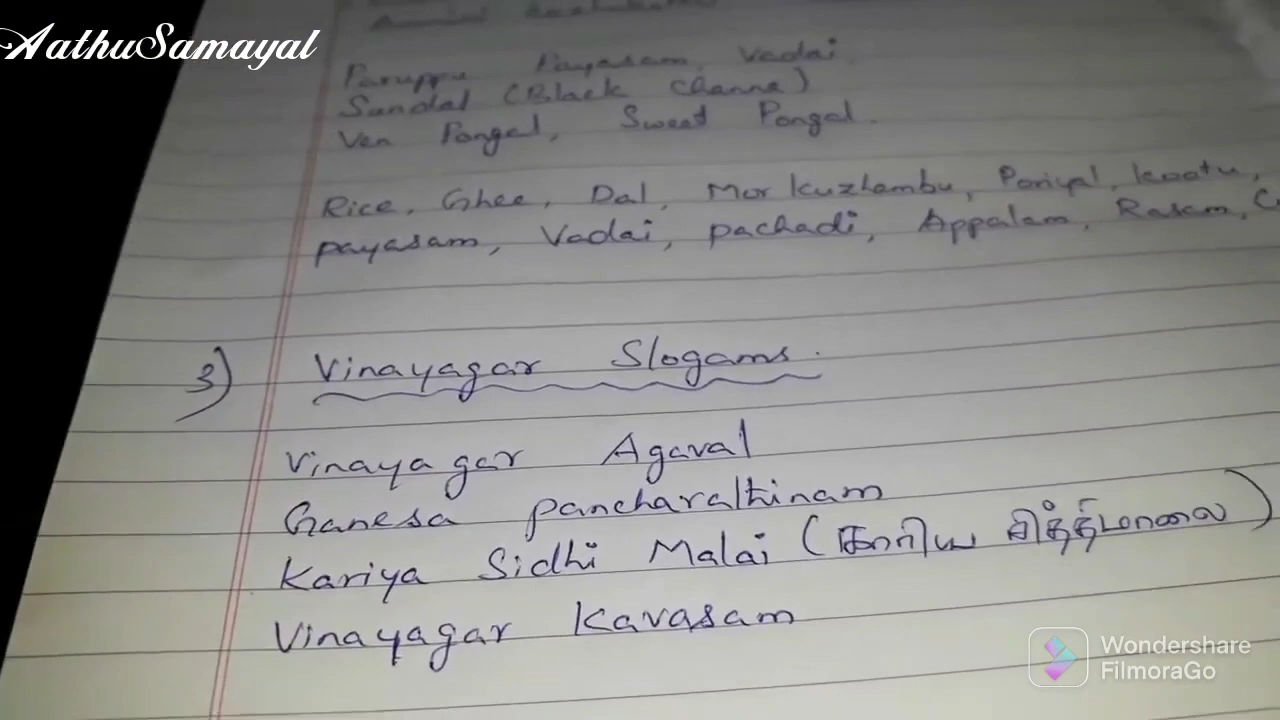 AathuSamayal
Paruppu Payasam, Vadai
Sundal (Black Channa)
Ven Pongal, Sweet Pongal.
Rice, Ghee, Dal, Mor kuzhambu, Poriyal, kootu,
payasam, Vadai, pachadi, Appalam, Rasam,
3) Vinayagar Slogams.
Vinayagar Agaval
Ganesa pancharathinam
Kariya Sidhi Malai (காரிய சித்திமாலை)
Vinayagar Kavasam
Wondershare
FilmoraGo